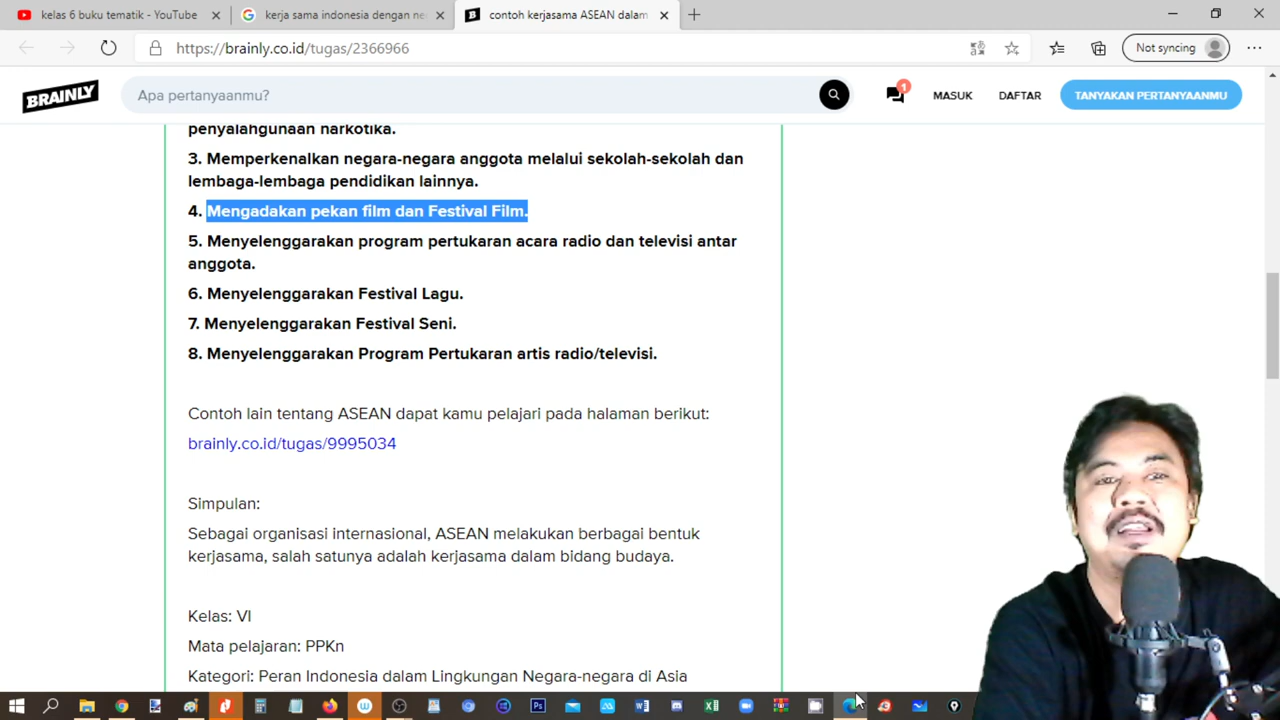 kelas 6 buku tematik - YouTube
kerja sama indonesia dengan ne
contoh kerjasama ASEAN dalam
https://brainly.co.id/tugas/2366966
Not syncing
BRAINLY
Apa pertanyaanmu?
1
MASUK
DAFTAR
TANYAKAN PERTANYAANMU
penyalahgunaan narkotika.
3. Memperkenalkan negara-negara anggota melalui sekolah-sekolah dan
lembaga-lembaga pendidikan lainnya.
4. Mengadakan pekan film dan Festival Film.
5. Menyelenggarakan program pertukaran acara radio dan televisi antar
anggota.
6. Menyelenggarakan Festival Lagu.
7. Menyelenggarakan Festival Seni.
8. Menyelenggarakan Program Pertukaran artis radio/televisi.
Contoh lain tentang ASEAN dapat kamu pelajari pada halaman berikut:
brainly.co.id/tugas/9995034
Simpulan:
Sebagai organisasi internasional, ASEAN melakukan berbagai bentuk
kerjasama, salah satunya adalah kerjasama dalam bidang budaya.
Kelas: VI
Mata pelajaran: PPKn
Kategori: Peran Indonesia dalam Lingkungan Negara-negara di Asia